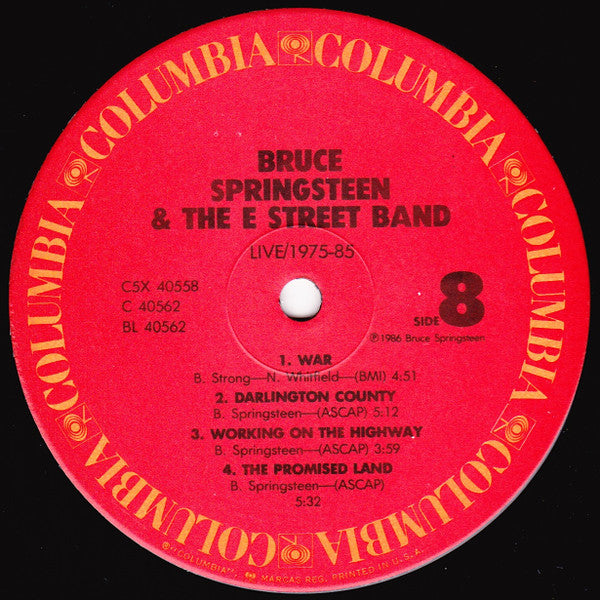 COLUMBIA COLUMBIA COLUMBIA COLUMBIA COLUMBIA COLUMBIA
BRUCE
SPRINGSTEEN
& THE E STREET BAND
LIVE/1975-85
C5X 40558
C 40562
BL 40562
SIDE 8
℗1986 Bruce Springsteen
1. WAR
B. Strong—N. Whitfield—(BMI) 4:51
2. DARLINGTON COUNTY
B. Springsteen—(ASCAP) 5:12
3. WORKING ON THE HIGHWAY
B. Springsteen—(ASCAP) 3:59
4. THE PROMISED LAND
B. Springsteen—(ASCAP)
5:32
"COLUMBIA," MARCAS REG. PRINTED IN U.S.A.